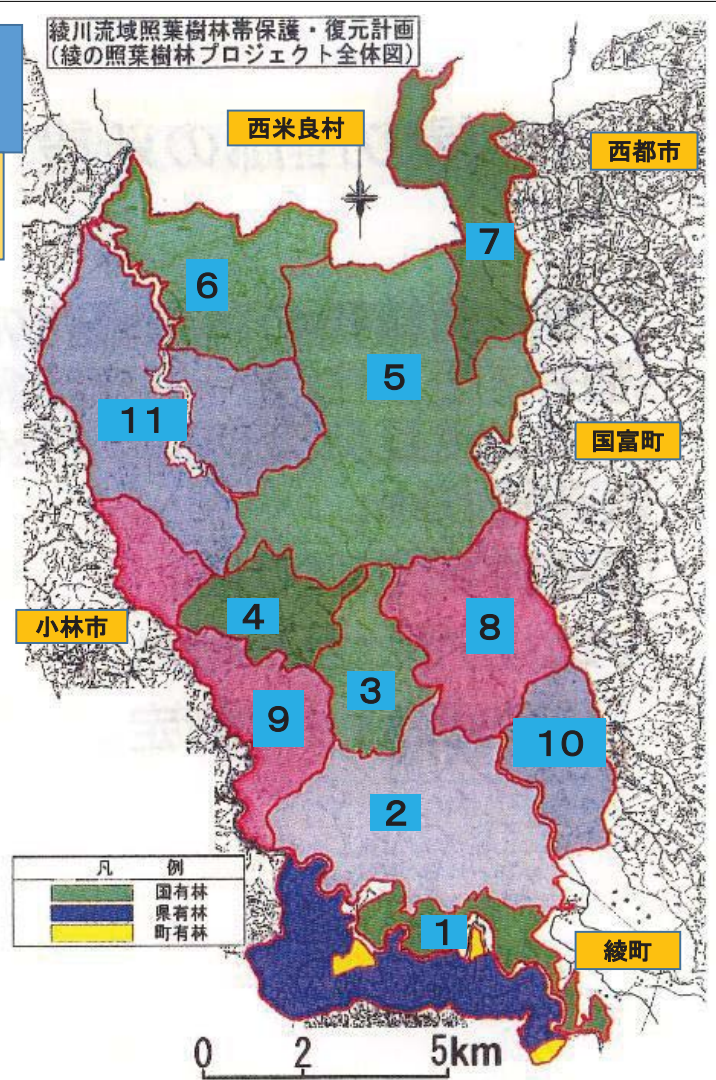 綾川流域照葉樹林帯保護・復元計画
(綾の照葉樹林プロジェクト全体図)
西米良村
西都市
7
6
5
11
国富町
4
8
小林市
3
9
10
2
凡 例
国有林
県有林
町有林
1
綾町
0 2 5km